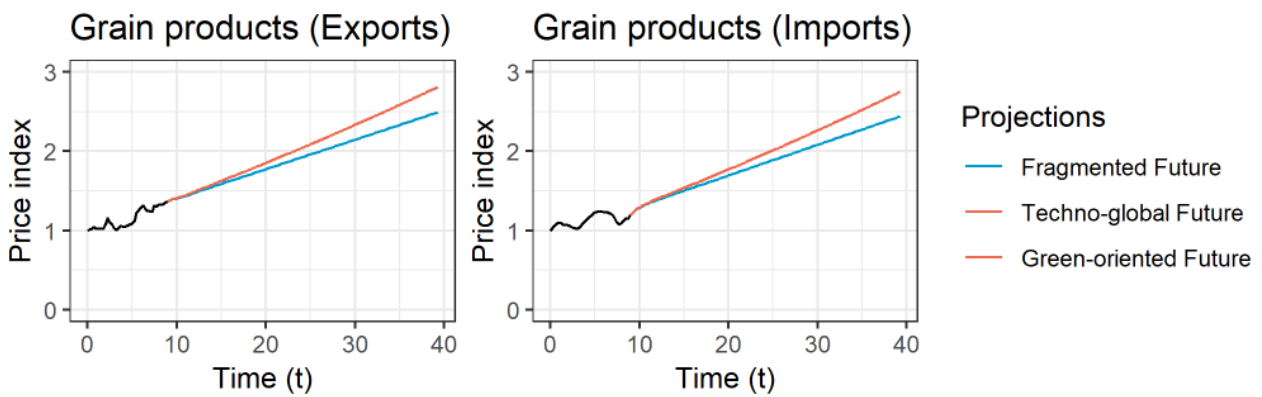 Grain products (Exports)
Price index
3
2
1
0
0 10 20 30 40
Time (t)
Grain products (Imports)
Price index
3
2
1
0
0 10 20 30 40
Time (t)
Projections
Fragmented Future
Techno-global Future
Green-oriented Future